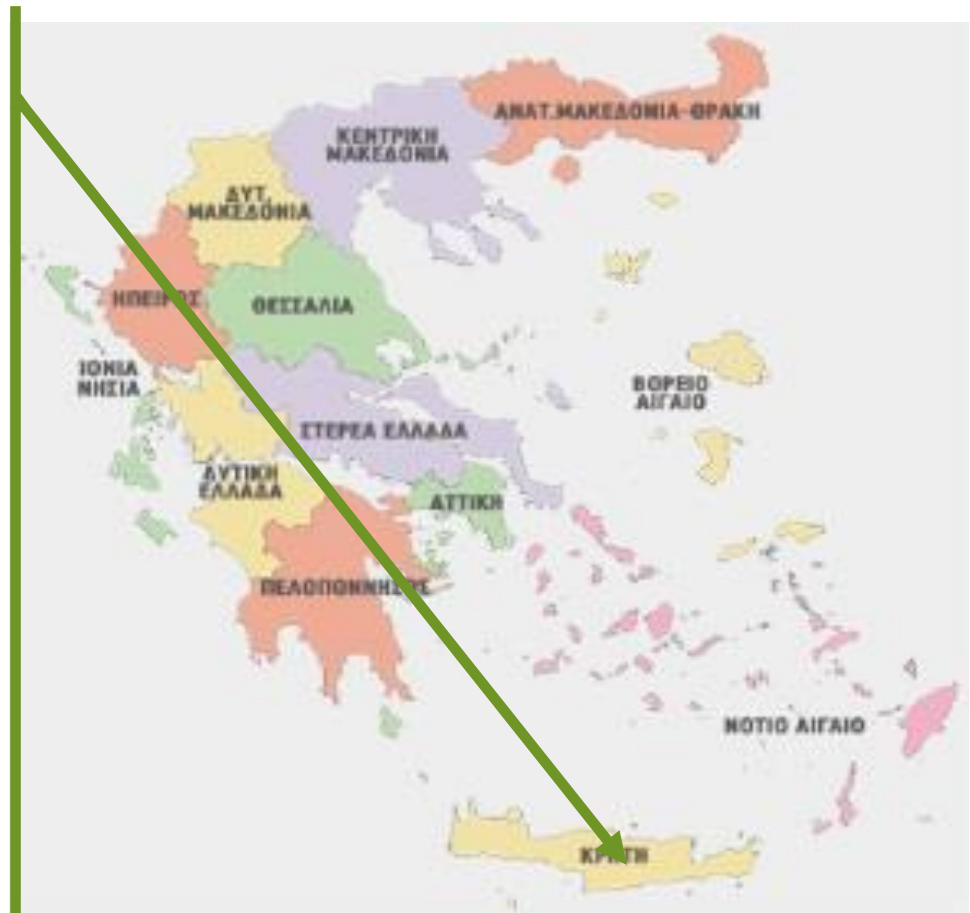 ΑΝΑΤ.ΜΑΚΕΔΟΝΙΑ-ΘΡΑΚΗ
ΚΕΝΤΡΙΚΗ
ΜΑΚΕΔΟΝΙΑ
ΔΥΤ.
ΜΑΚΕΔΟΝΙΑ
ΗΠΕΙΡΟΣ
ΘΕΣΣΑΛΙΑ
ΙΟΝΙΑ
ΝΗΣΙΑ
ΒΟΡΕΙΟ
ΑΙΓΑΙΟ
ΣΤΕΡΕΑ ΕΛΛΑΔΑ
ΔΥΤΙΚΗ
ΕΛΛΑΔΑ
ΑΤΤΙΚΗ
ΠΕΛΟΠΟΝΝΗΣΟΣ
ΝΟΤΙΟ ΑΙΓΑΙΟ
ΚΡΗΤΗ